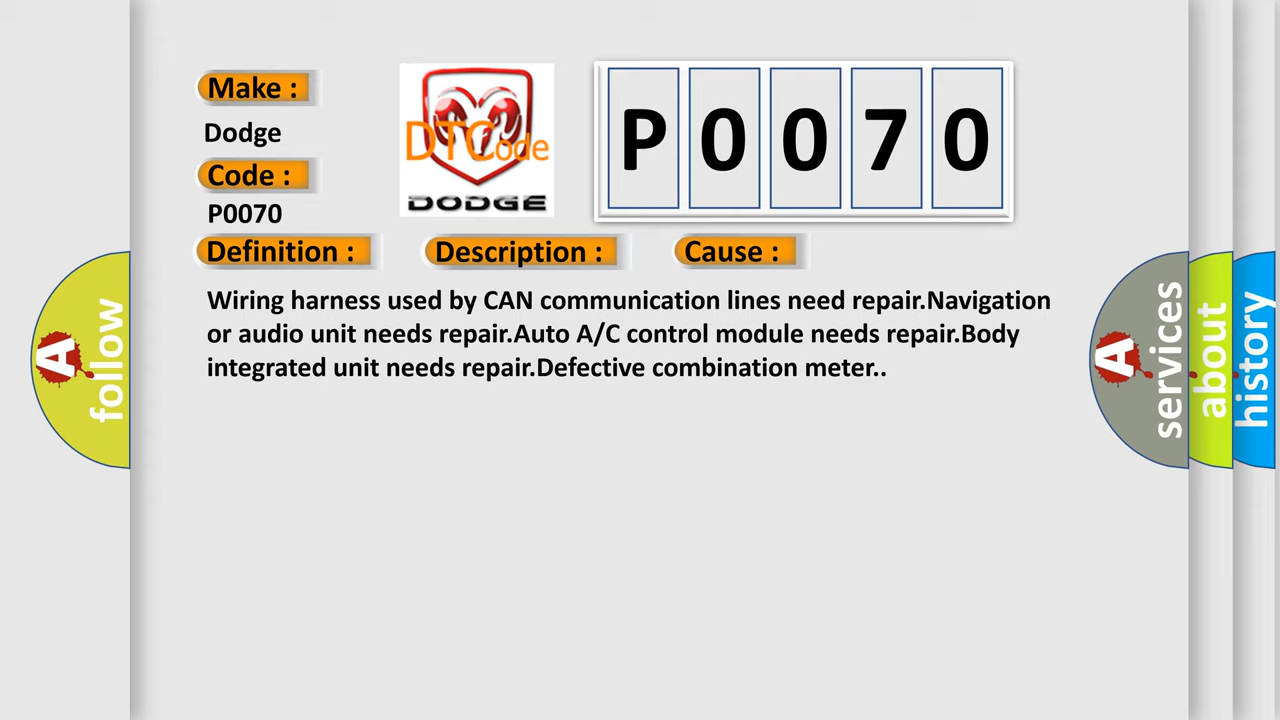 Make :
Dodge
Code :
P0070
DTCode
DODGE
P0070
Definition :
Description :
Cause :
Wiring harness used by CAN communication lines need repair.Navigation
or audio unit needs repair.Auto A/C control module needs repair.Body
integrated unit needs repair.Defective combination meter..
A follow
A services
about
history